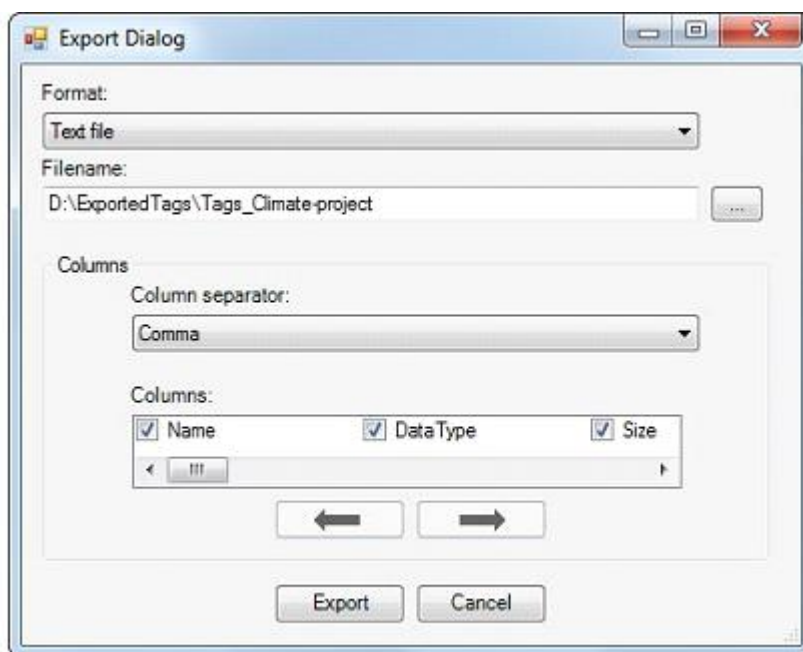 Export Dialog
Format:
Text file
Filename:
D:\ExportedTags\Tags_Climate-project
...
Columns
Column separator:
Comma
Columns:
Name DataType Size
Export Cancel